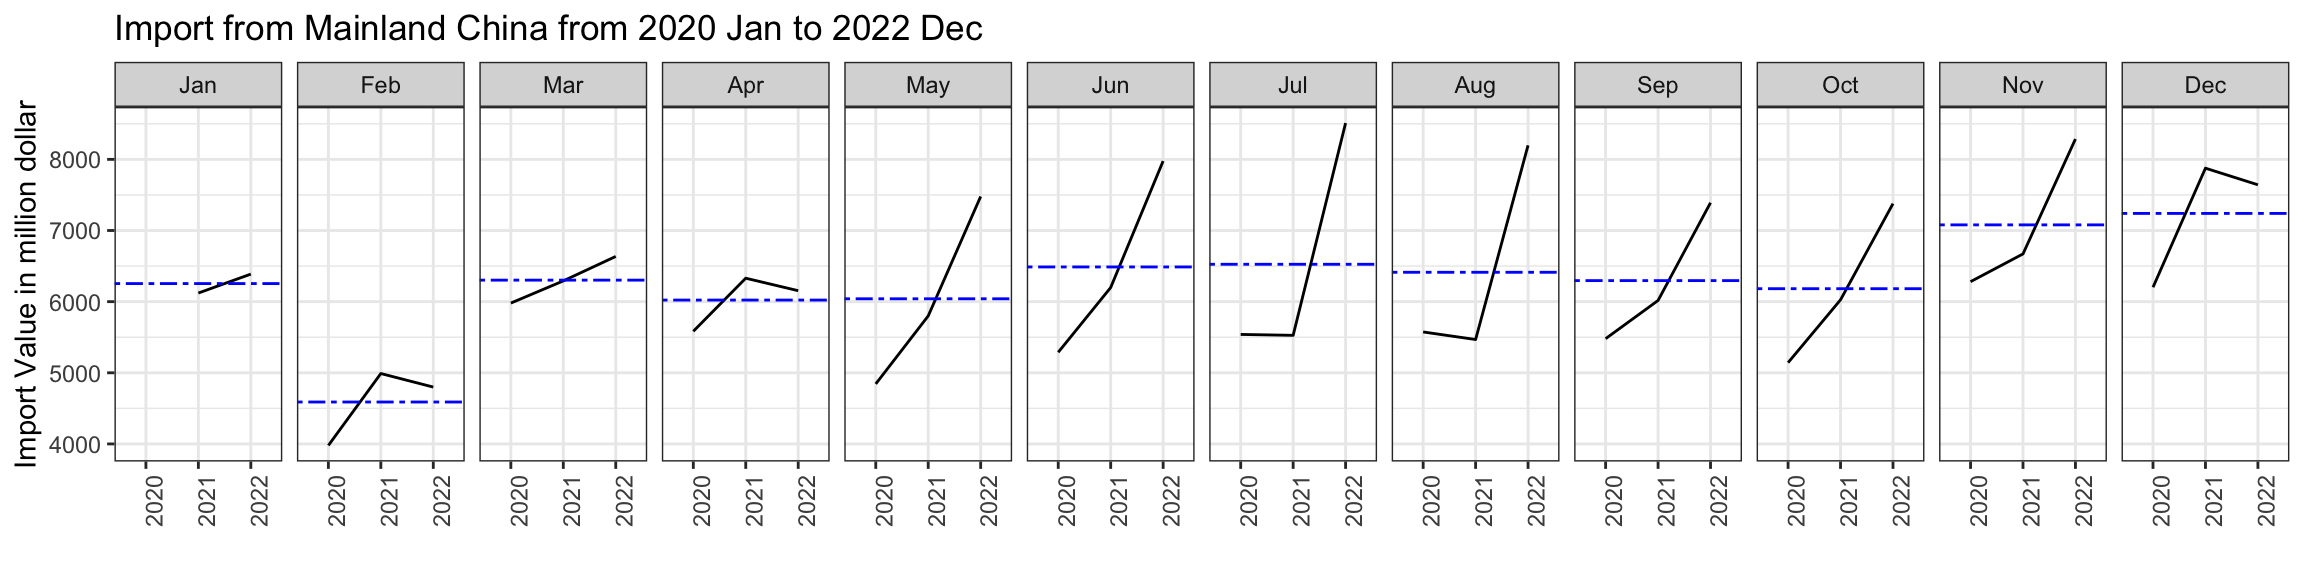 Import from Mainland China from 2020 Jan to 2022 Dec
Jan Feb Mar Apr May Jun Jul Aug Sep Oct Nov Dec
Import Value in million dollar
8000
7000
6000
5000
4000
2020 2021 2022 2020 2021 2022 2020 2021 2022 2020 2021 2022 2020 2021 2022 2020 2021 2022 2020 2021 2022 2020 2021 2022 2020 2021 2022 2020 2021 2022 2020 2021 2022 2020 2021 2022